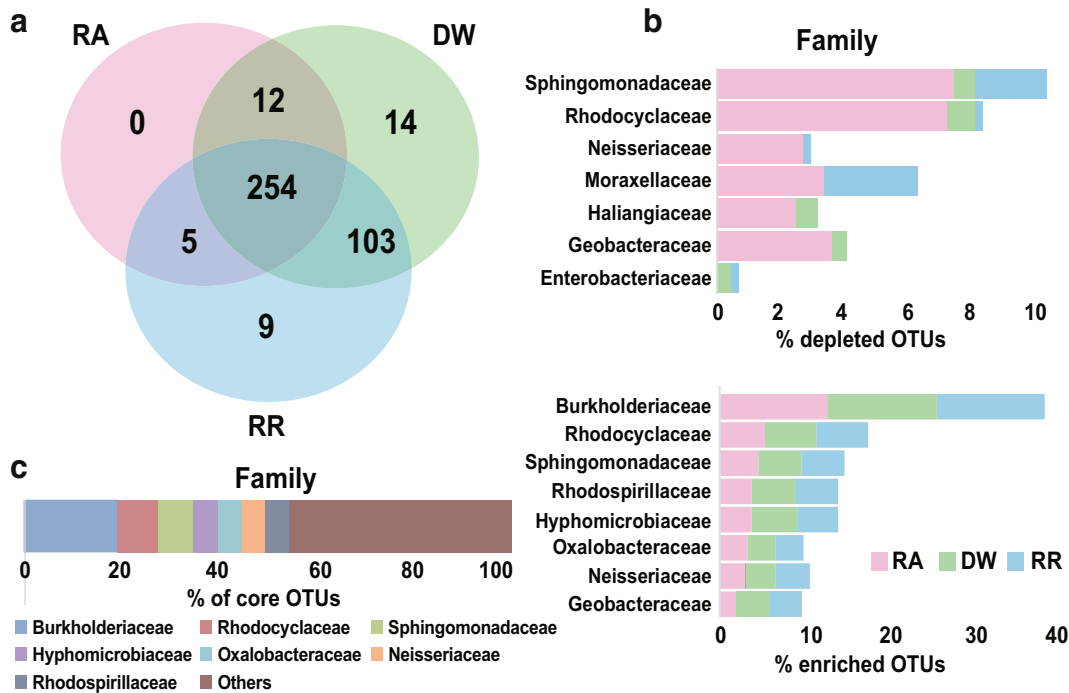 a
RA
DW
0
12
14
254
5
103
9
RR
b
Family
Sphingomonadaceae
Rhodocyclaceae
Neisseriaceae
Moraxellaceae
Haliangiaceae
Geobacteraceae
Enterobacteriaceae
0 2 4 6 8 10
% depleted OTUs
Burkholderiaceae
Rhodocyclaceae
Sphingomonadaceae
Rhodospirillaceae
Hyphomicrobiaceae
Oxalobacteraceae
Neisseriaceae
Geobacteraceae
RA DW RR
0 10 20 30 40
% enriched OTUs
c
Family
0 20 40 60 80 100
% of core OTUs
Burkholderiaceae Rhodocyclaceae Sphingomonadaceae
Hyphomicrobiaceae Oxalobacteraceae Neisseriaceae
Rhodospirillaceae Others